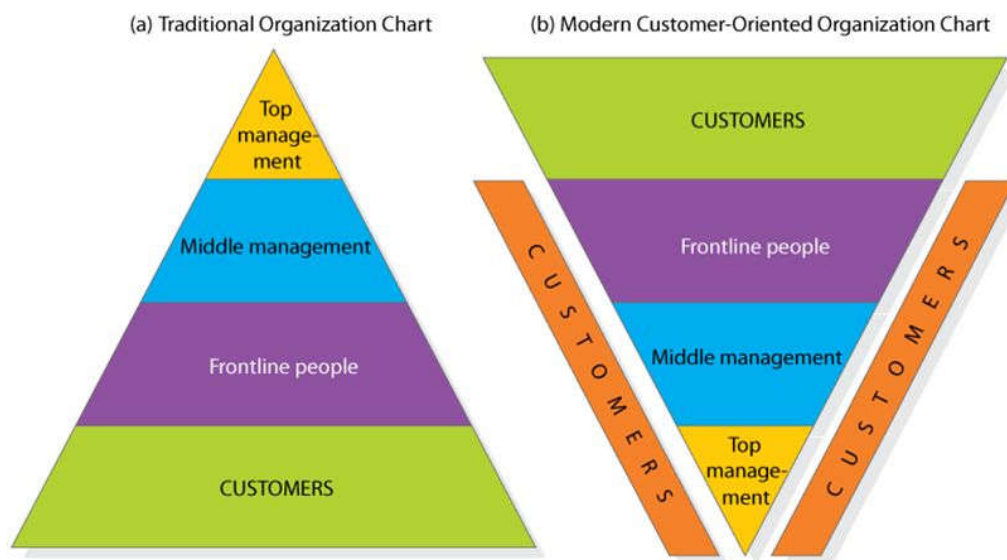 (a) Traditional Organization Chart
Top
manage-
ment
Middle management
Frontline people
CUSTOMERS
(b) Modern Customer-Oriented Organization Chart
CUSTOMERS
Frontline people
Middle management
Top
manage-
ment
CUSTOMERS
CUSTOMERS